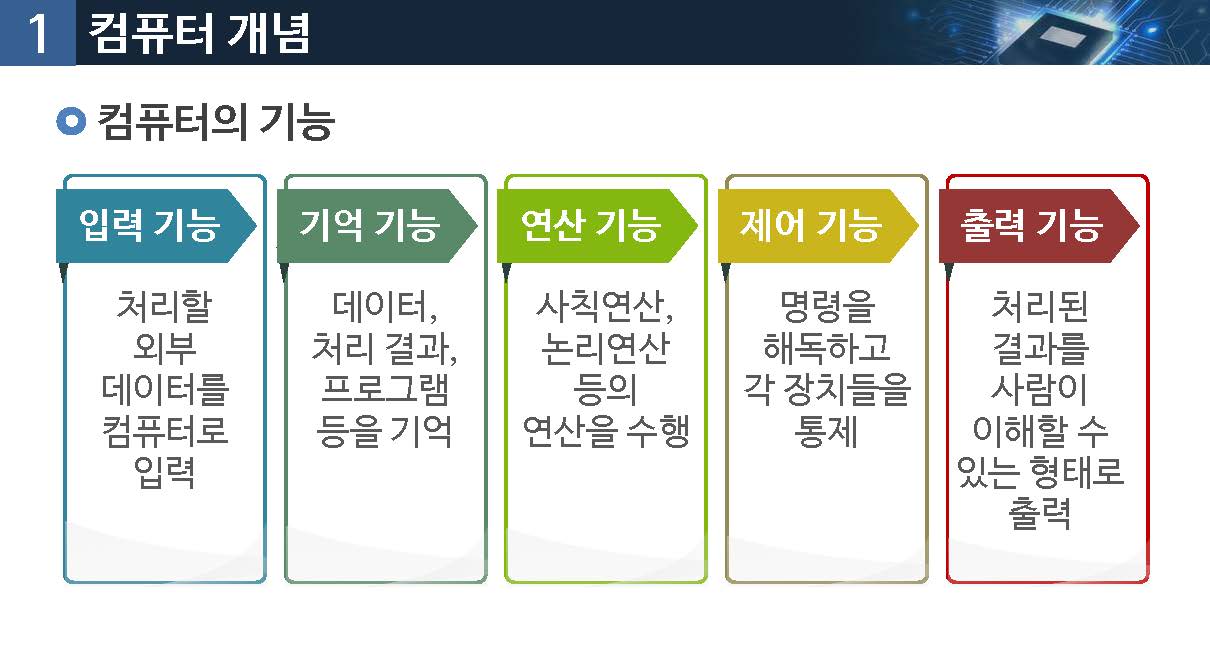 1 컴퓨터 개념
컴퓨터의 기능
입력 기능
처리할
외부
데이터를
컴퓨터로
입력
기억 기능
데이터,
처리 결과,
프로그램
등을 기억
연산 기능
사칙연산,
논리연산
등의
연산을 수행
제어 기능
명령을
해독하고
각 장치들을
통제
출력 기능
처리된
결과를
사람이
이해할 수
있는 형태로
출력